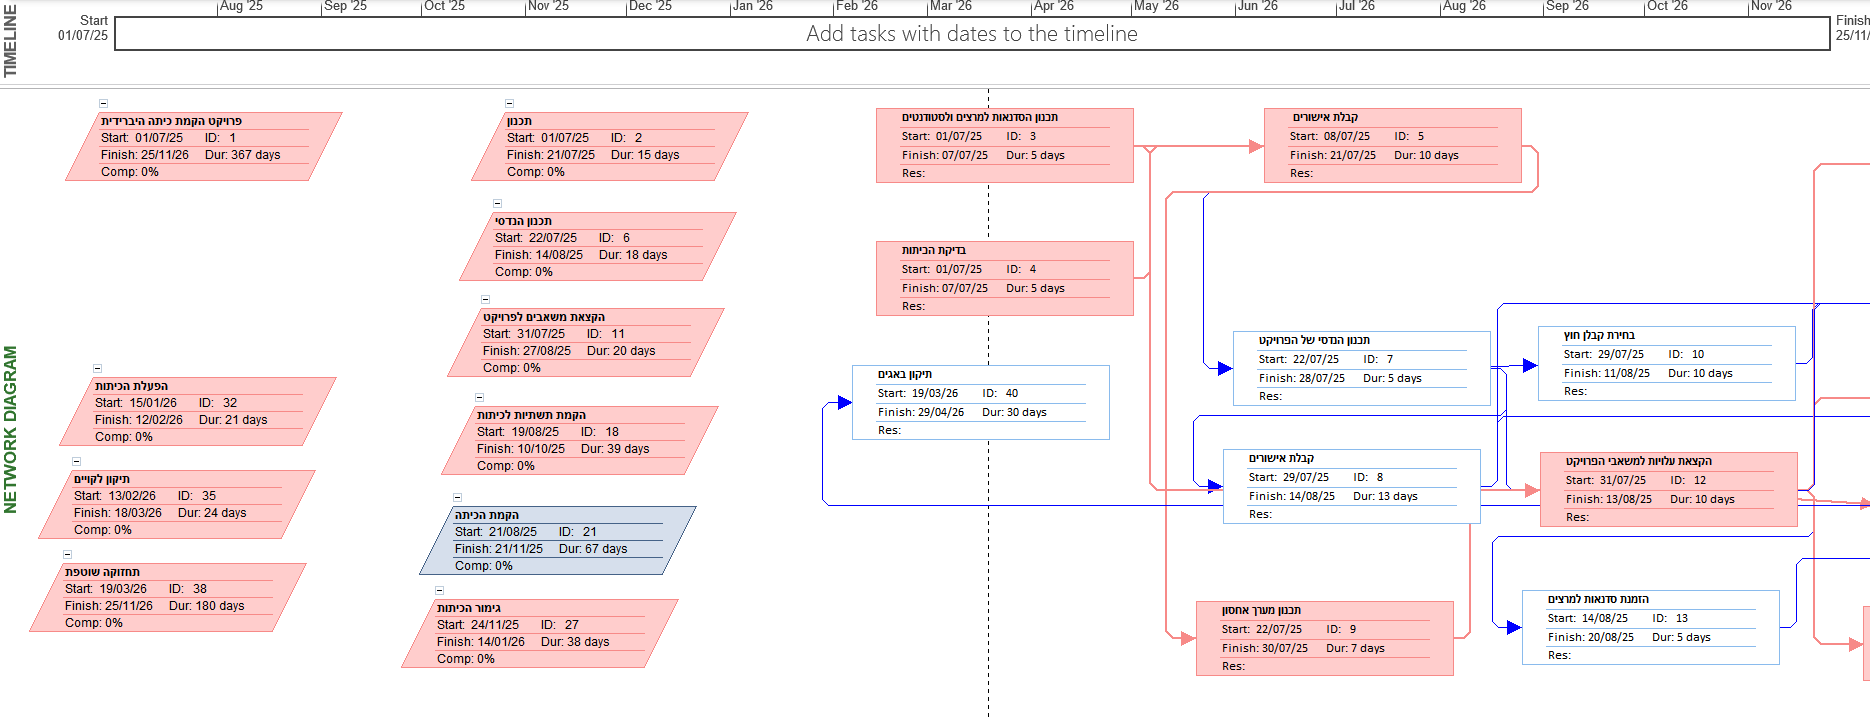 TIMELINE
Aug '25
Sep '25
Oct '25
Nov '25
Dec '25
Jan '26
Feb '26
Mar '26
Apr '26
May '26
Jun '26
Jul '26
Aug '26
Sep '26
Oct '26
Nov '26
Start
01/07/25
Add tasks with dates to the timeline
Finish
25/11/
NETWORK DIAGRAM
פרויקט הקמת כיתה היברידית
Start: 01/07/25 ID: 1
Finish: 25/11/26 Dur: 367 days
Comp: 0%
תכנון
Start: 01/07/25 ID: 2
Finish: 21/07/25 Dur: 15 days
Comp: 0%
תכנון הסדנאות למרצים ולסטודנטים
Start: 01/07/25 ID: 3
Finish: 07/07/25 Dur: 5 days
Res:
קבלת אישורים
Start: 08/07/25 ID: 5
Finish: 21/07/25 Dur: 10 days
Res:
תכנון הנדסי
Start: 22/07/25 ID: 6
Finish: 14/08/25 Dur: 18 days
Comp: 0%
בדיקת הכיתות
Start: 01/07/25 ID: 4
Finish: 07/07/25 Dur: 5 days
Res:
הקצאת משאבים לפרויקט
Start: 31/07/25 ID: 11
Finish: 27/08/25 Dur: 20 days
Comp: 0%
תכנון הנדסי של הפרויקט
Start: 22/07/25 ID: 7
Finish: 28/07/25 Dur: 5 days
Res:
בחירת קבלן חוץ
Start: 29/07/25 ID: 10
Finish: 11/08/25 Dur: 10 days
Res:
הפעלת הכיתות
Start: 15/01/26 ID: 32
Finish: 12/02/26 Dur: 21 days
Comp: 0%
תיקון באגים
Start: 19/03/26 ID: 40
Finish: 29/04/26 Dur: 30 days
Res:
הקמת תשתיות לכיתות
Start: 19/08/25 ID: 18
Finish: 10/10/25 Dur: 39 days
Comp: 0%
קבלת אישורים
Start: 29/07/25 ID: 8
Finish: 14/08/25 Dur: 13 days
Res:
הקצאת עלויות למשאבי הפרויקט
Start: 31/07/25 ID: 12
Finish: 13/08/25 Dur: 10 days
Res:
תיקון לקויים
Start: 13/02/26 ID: 35
Finish: 18/03/26 Dur: 24 days
Comp: 0%
הקמת הכיתה
Start: 21/08/25 ID: 21
Finish: 21/11/25 Dur: 67 days
Comp: 0%
תחזוקה שוטפת
Start: 19/03/26 ID: 38
Finish: 25/11/26 Dur: 180 days
Comp: 0%
גימור הכיתות
Start: 24/11/25 ID: 27
Finish: 14/01/26 Dur: 38 days
Comp: 0%
תכנון מערך אחסון
Start: 22/07/25 ID: 9
Finish: 30/07/25 Dur: 7 days
Res:
הזמנת סדנאות למרצים
Start: 14/08/25 ID: 13
Finish: 20/08/25 Dur: 5 days
Res: